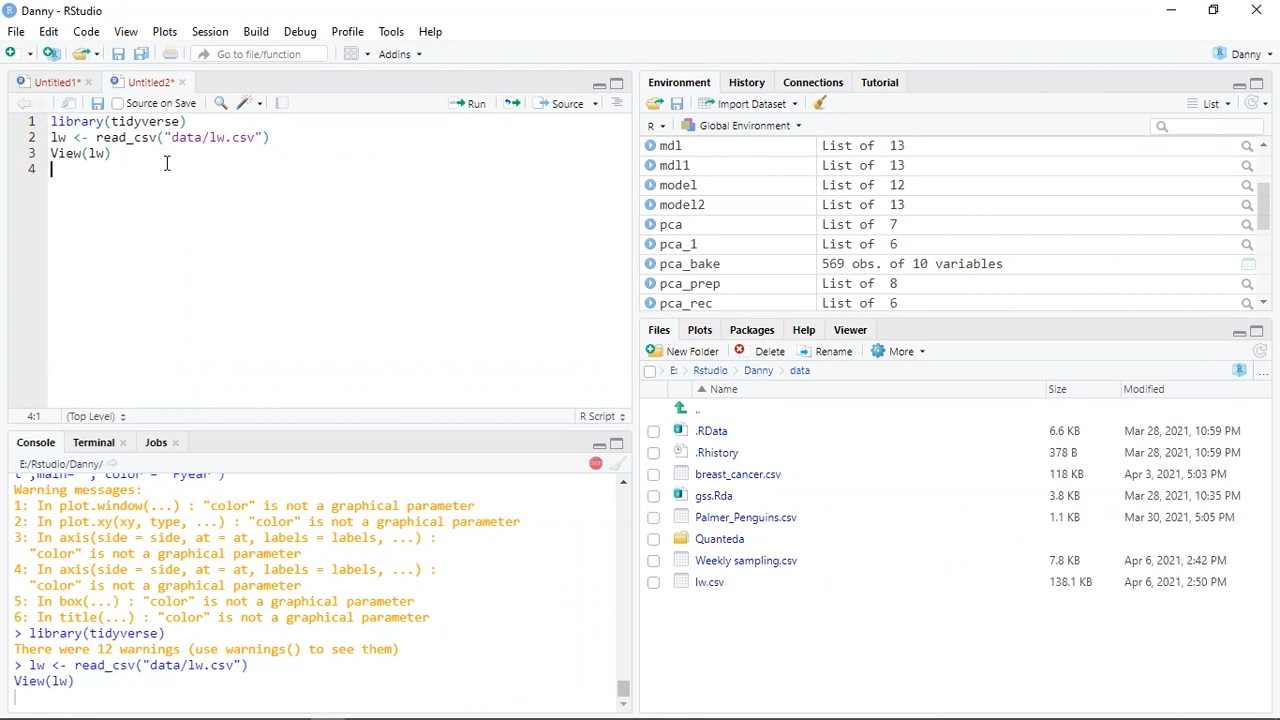 Danny - RStudio
File Edit Code View Plots Session Build Debug Profile Tools Help
Go to file/function Addins Danny
Untitled1* Untitled2*
Source on Save Run Source
1 library(tidyverse)
2 lw <- read_csv("data/lw.csv")
3 View(lw)
4
4:1 (Top Level) R Script
Console Terminal Jobs
E:/Rstudio/Danny/
t",main=" ", color = "Fyear")
Warning messages:
1: In plot.window(...) : "color" is not a graphical parameter
2: In plot.xy(xy, type, ...) : "color" is not a graphical parameter
3: In axis(side = side, at = at, labels = labels, ...) :
"color" is not a graphical parameter
4: In axis(side = side, at = at, labels = labels, ...) :
"color" is not a graphical parameter
5: In box(...) : "color" is not a graphical parameter
6: In title(...) : "color" is not a graphical parameter
> library(tidyverse)
There were 12 warnings (use warnings() to see them)
> lw <- read_csv("data/lw.csv")
View(lw)
Environment History Connections Tutorial
Import Dataset List
R Global Environment
mdl List of 13
mdl1 List of 13
model List of 12
model2 List of 13
pca List of 7
pca_1 List of 6
pca_bake 569 obs. of 10 variables
pca_prep List of 8
pca_rec List of 6
Files Plots Packages Help Viewer
New Folder Delete Rename More
E: Rstudio Danny data
Name Size Modified
..
.RData 6.6 KB Mar 28, 2021, 10:59 PM
.Rhistory 378 B Mar 28, 2021, 10:59 PM
breast_cancer.csv 118 KB Apr 3, 2021, 5:03 PM
gss.Rda 3.8 KB Mar 28, 2021, 10:35 PM
Palmer_Penguins.csv 1.1 KB Mar 30, 2021, 5:05 PM
Quanteda
Weekly sampling.csv 7.8 KB Apr 6, 2021, 2:42 PM
lw.csv 138.1 KB Apr 6, 2021, 2:50 PM